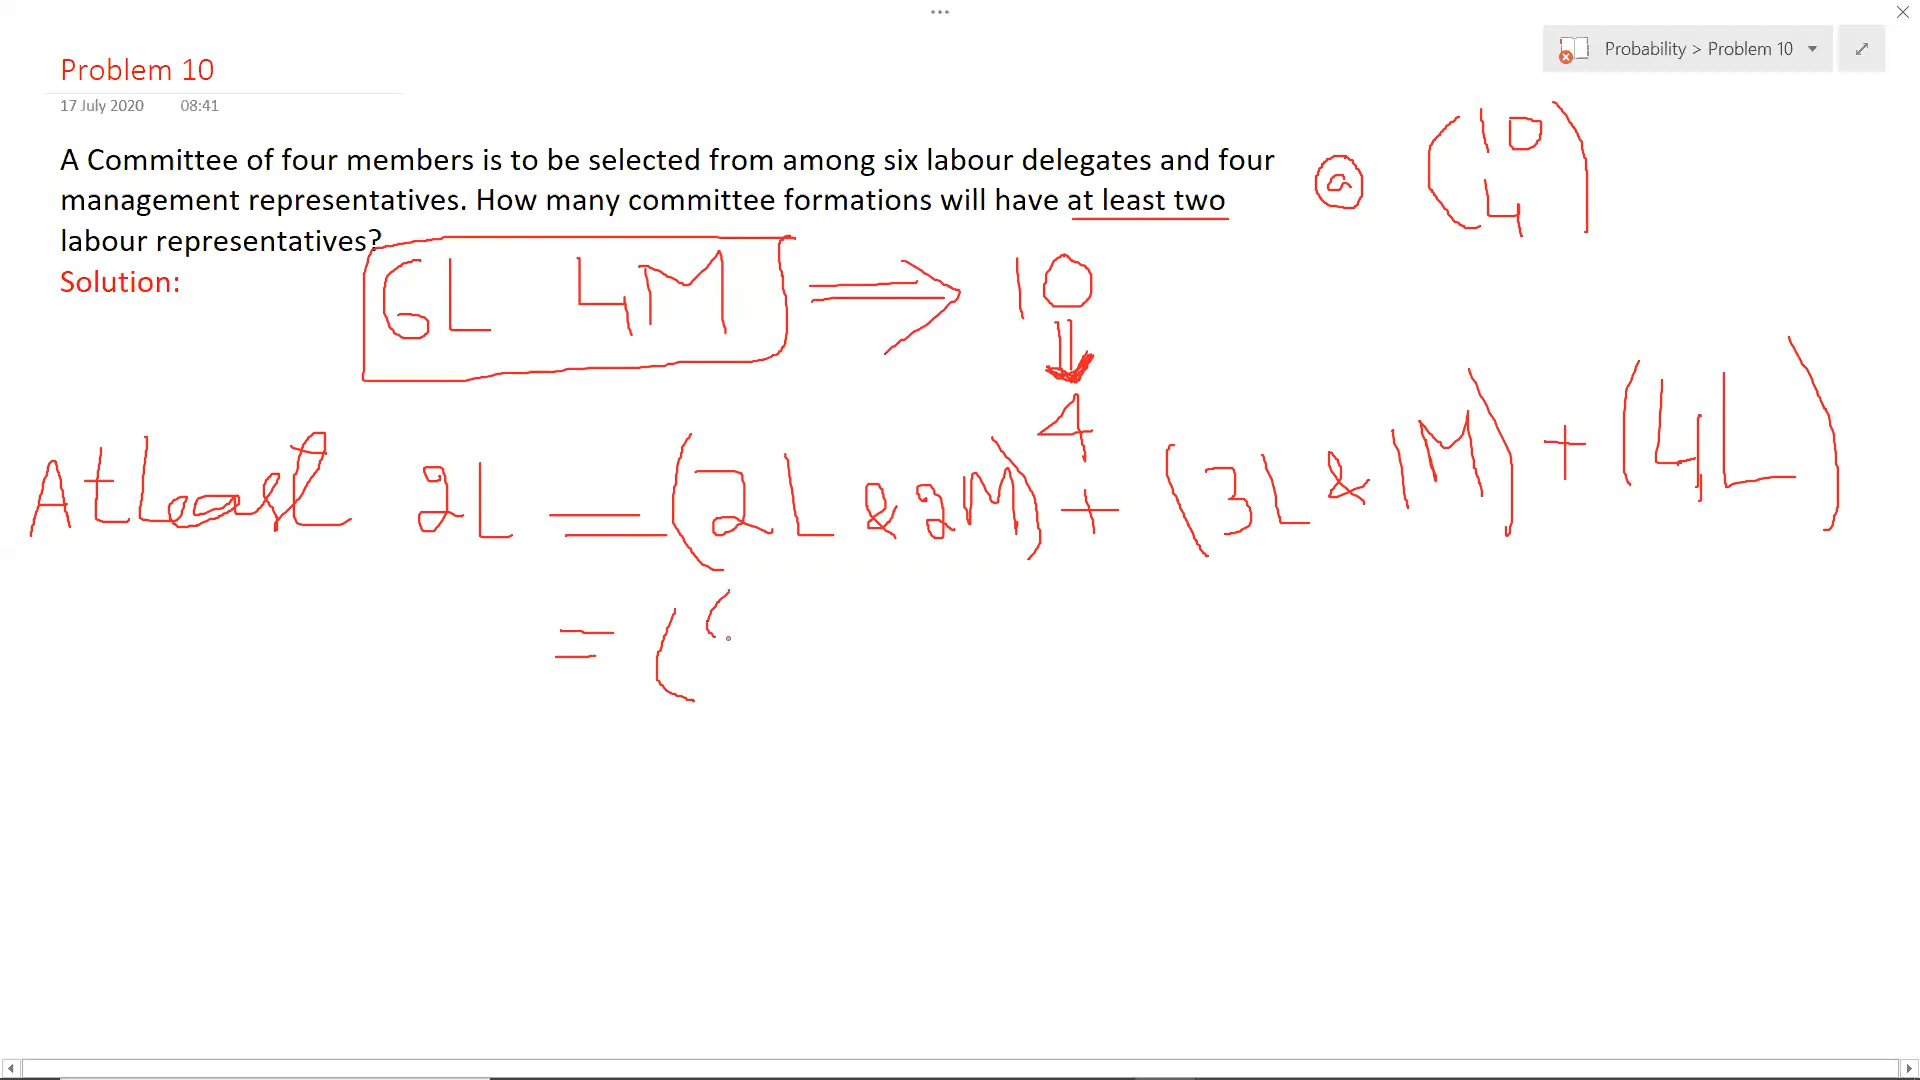 Probability > Problem 10
Problem 10
17 July 2020 08:41
A Committee of four members is to be selected from among six labour delegates and four
management representatives. How many committee formations will have at least two
labour representatives?
Solution:
a (10
4)
6L 4M ⇒ 10
⇓
4
Atleast 2L = (2L & 2M) + (3L & 1M) + (4L)
= ((